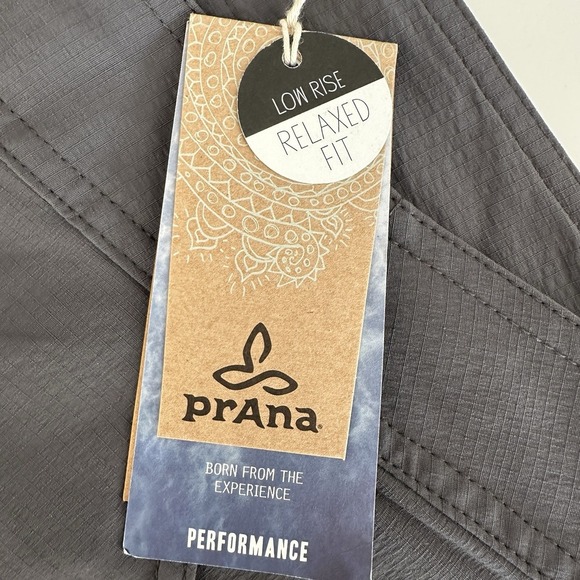 LOW RISE
RELAXED
FIT
prAna
BORN FROM THE
EXPERIENCE
PERFORMANCE